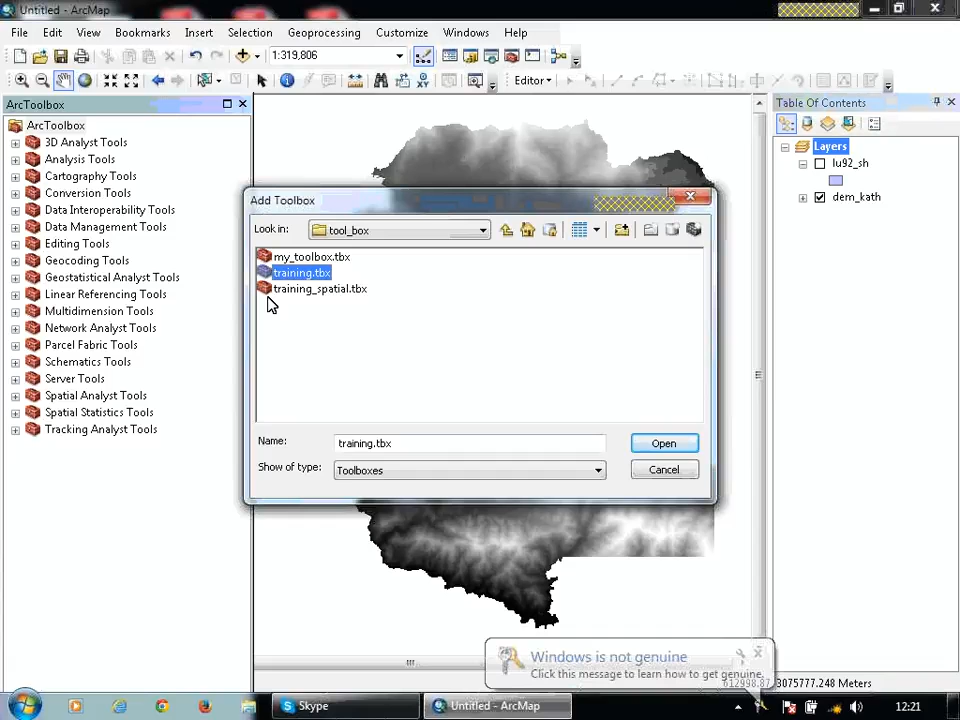 Untitled - ArcMap
File Edit View Bookmarks Insert Selection Geoprocessing Customize Windows Help
1:319,806
Editor
ArcToolbox
ArcToolbox
3D Analyst Tools
Analysis Tools
Cartography Tools
Conversion Tools
Data Interoperability Tools
Data Management Tools
Editing Tools
Geocoding Tools
Geostatistical Analyst Tools
Linear Referencing Tools
Multidimension Tools
Network Analyst Tools
Parcel Fabric Tools
Schematics Tools
Server Tools
Spatial Analyst Tools
Spatial Statistics Tools
Tracking Analyst Tools
Add Toolbox
Look in: tool_box
my_toolbox.tbx
training.tbx
training_spatial.tbx
Name: training.tbx
Open
Show of type: Toolboxes
Cancel
Table Of Contents
Layers
lu92_sh
dem_kath
Windows is not genuine
Click this message to learn how to get genuine.
3075777.248 Meters
Skype
Untitled - ArcMap
12:21